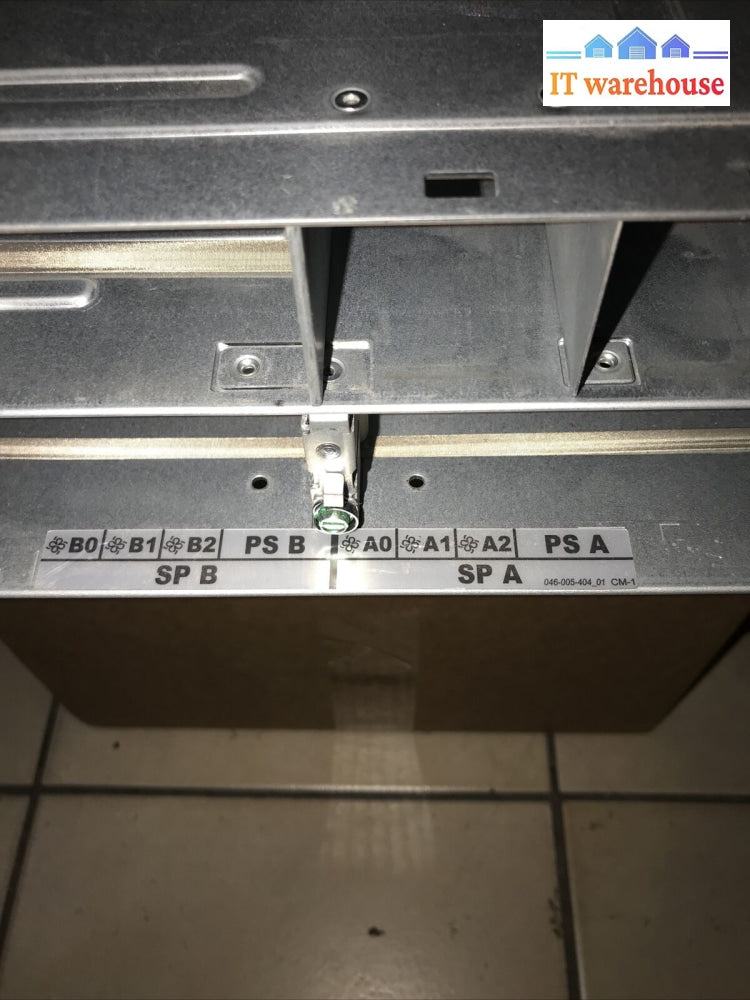 IT warehouse
B0 B1 B2 PS B A0 A1 A2 PS A
SP B SP A 046-005-404_01 CM-1